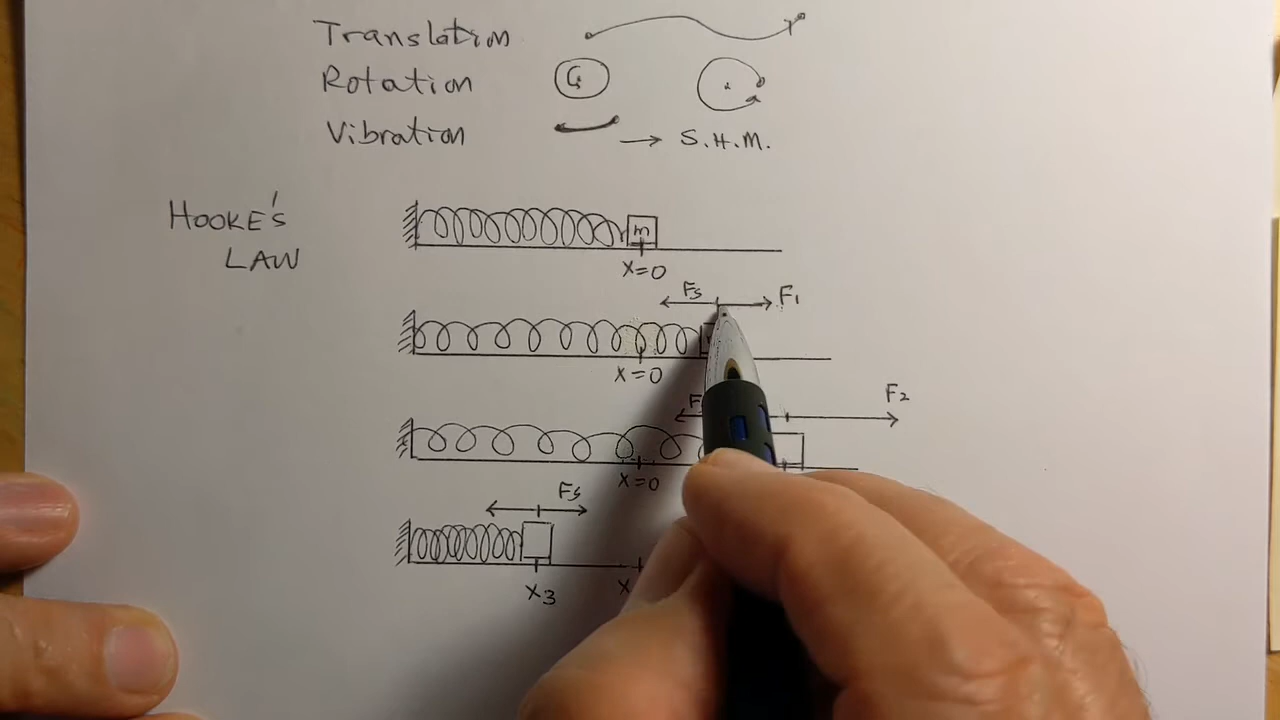 Translation
Rotation
Vibration → S.H.M.
HOOKE'S
LAW
m
x=0
Fs F1
x=0
F2
x=0
Fs
x3 x